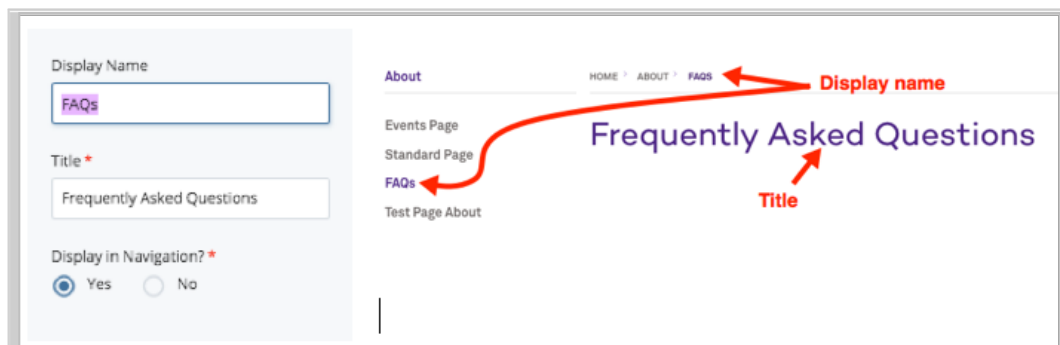 Display Name
FAQs
Title *
Frequently Asked Questions
Display in Navigation? *
Yes No
About
Events Page
Standard Page
FAQs
Test Page About
HOME > ABOUT > FAQS
Display name
Frequently Asked Questions
Title